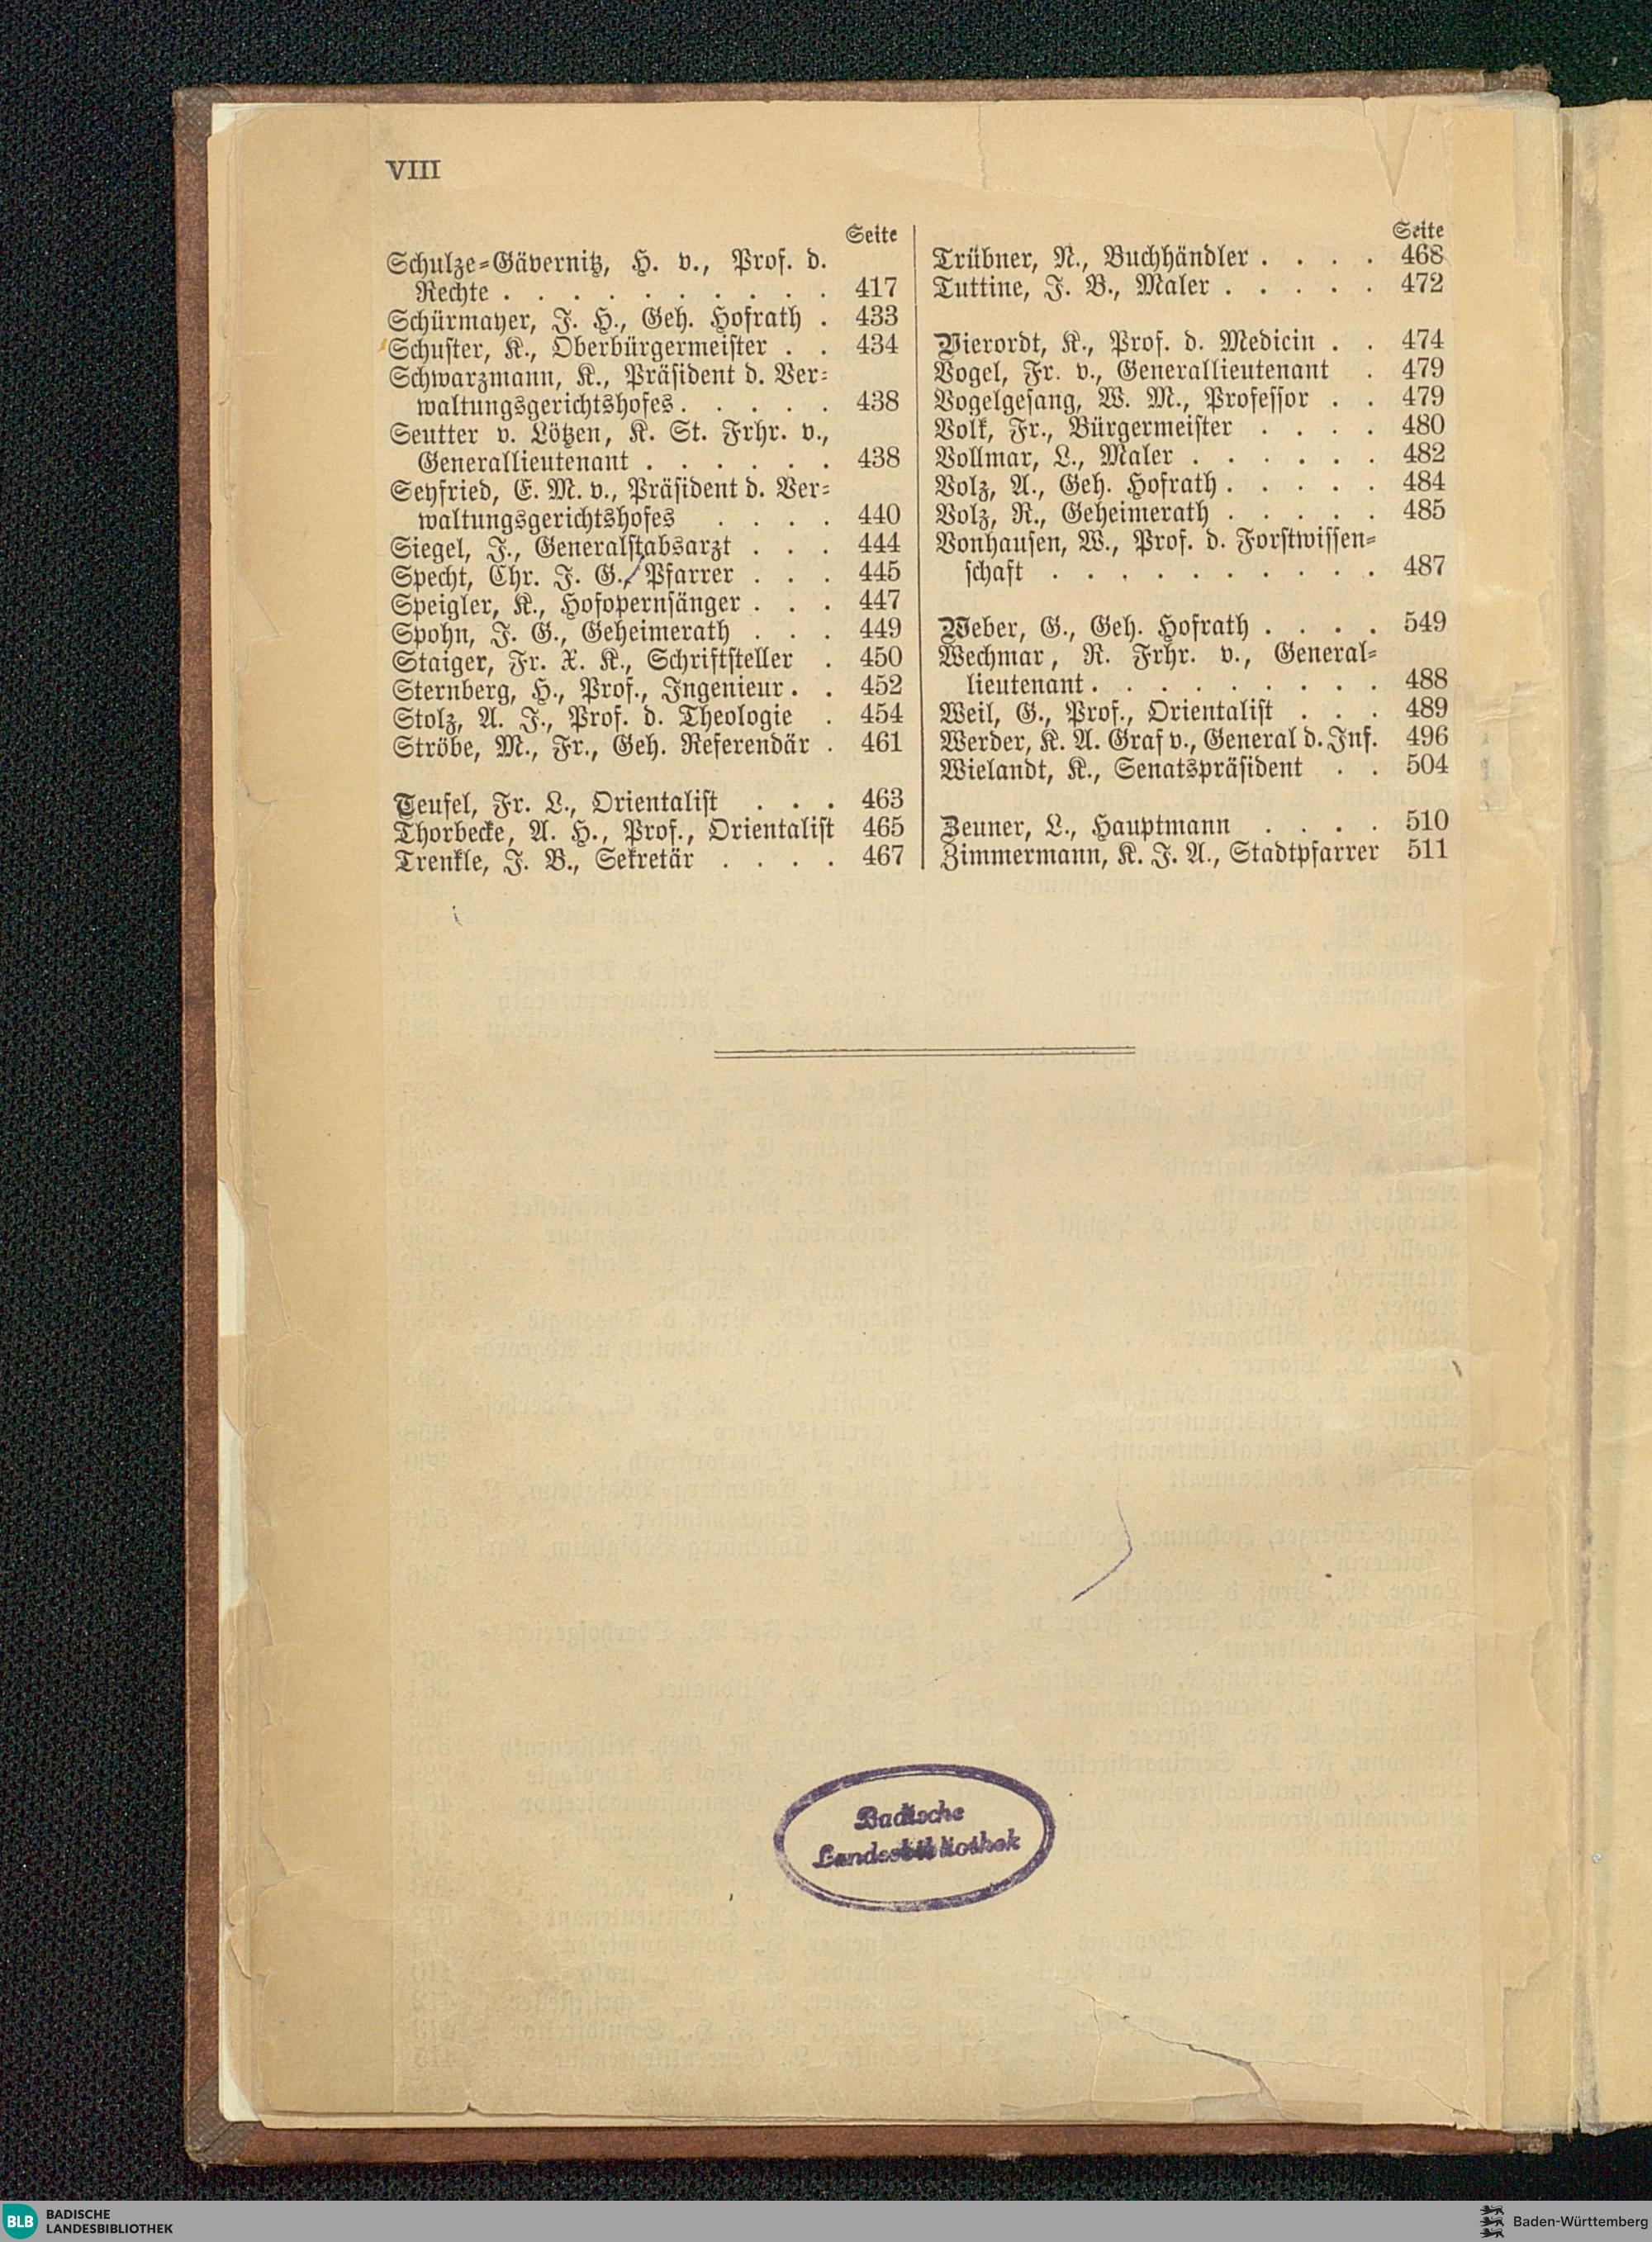 VIII
Seite
Schulze-Gävernitz, H. v., Prof. d.
Rechte . . . . . . . . . . 417
Schürmayer, J. H., Geh. Hofrath . 433
Schuster, K., Oberbürgermeister . . 434
Schwarzmann, K., Präsident d. Ver-
waltungsgerichtshofes . . . . . 438
Seutter v. Lötzen, K. St. Frhr. v.,
Generallieutenant . . . . . . 438
Seyfried, E. M. v., Präsident d. Ver-
waltungsgerichtshofes . . . . 440
Siegel, J., Generalstabsarzt . . . 444
Specht, Chr. J. G., Pfarrer . . . 445
Speigler, K., Hofopernsänger . . . 447
Spohn, J. G., Geheimerath . . . 449
Staiger, Fr. X. K., Schriftsteller . 450
Sternberg, H., Prof., Ingenieur . . 452
Stolz, A. J., Prof. d. Theologie . 454
Ströbe, M., Fr., Geh. Referendär . 461
Teufel, Fr. L., Orientalist . . . 463
Thorbecke, A. H., Prof., Orientalist 465
Trenkle, J. B., Sekretär . . . . 467
Seite
Trübner, N., Buchhändler . . . . 468
Tuttine, J. B., Maler . . . . . 472
Vierordt, K., Prof. d. Medicin . . 474
Vogel, Fr. v., Generallieutenant . 479
Vogelgesang, W. M., Professor . . 479
Volk, Fr., Bürgermeister . . . . 480
Vollmar, L., Maler . . . . . . 482
Volz, A., Geh. Hofrath . . . . . 484
Volz, R., Geheimerath . . . . . 485
Vonhausen, W., Prof. d. Forstwissen-
schaft . . . . . . . . . . 487
Weber, G., Geh. Hofrath . . . . 549
Wechmar, R. Frhr. v., General-
lieutenant . . . . . . . . . 488
Weil, G., Prof., Orientalist . . . 489
Werder, K. A. Graf v., General d. Inf. 496
Wielandt, K., Senatspräsident . . 504
Zeuner, L., Hauptmann . . . . 510
Zimmermann, K. J. A., Stadtpfarrer 511
Badische
Landesbibliothek
BLB BADISCHE
LANDESBIBLIOTHEK
Baden-Württemberg